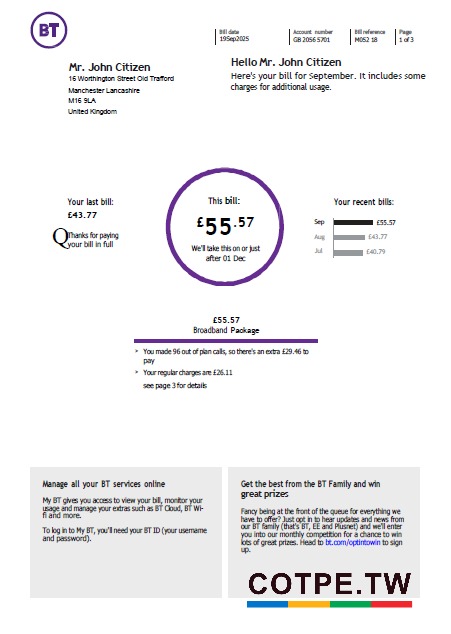 BT
Bill date
19Sep2025
Account number
GB 2056 5701
Bill reference
M052 18
Page
1 of 3
Mr. John Citizen
16 Worthington Street Old Trafford
Manchester Lancashire
M16 9LA
United Kingdom
Hello Mr. John Citizen
Here's your bill for September. It includes some
charges for additional usage.
Your last bill:
£43.77
Q Thanks for paying
your bill in full
This bill:
£55.57
We'll take this on or just
after 01 Dec
Your recent bills:
Sep £55.57
Aug £43.77
Jul £40.79
£55.57
Broadband Package
> You made 96 out of plan calls, so there's an extra £29.46 to
pay
> Your regular charges are £26.11
see page 3 for details
Manage all your BT services online
My BT gives you access to view your bill, monitor your
usage and manage your extras such as BT Cloud, BT Wi-
fi and more.
To log in to My BT, you'll need your BT ID (your username
and password).
Get the best from the BT Family and win
great prizes
Fancy being at the front of the queue for everything we
have to offer? Just opt in to hear updates and news from
our BT family (that's BT, EE and Plusnet) and we'll enter
you into our monthly competition for a chance to win
lots of great prizes. Head to bt.com/optintowin to sign
up.
COTPE.TW